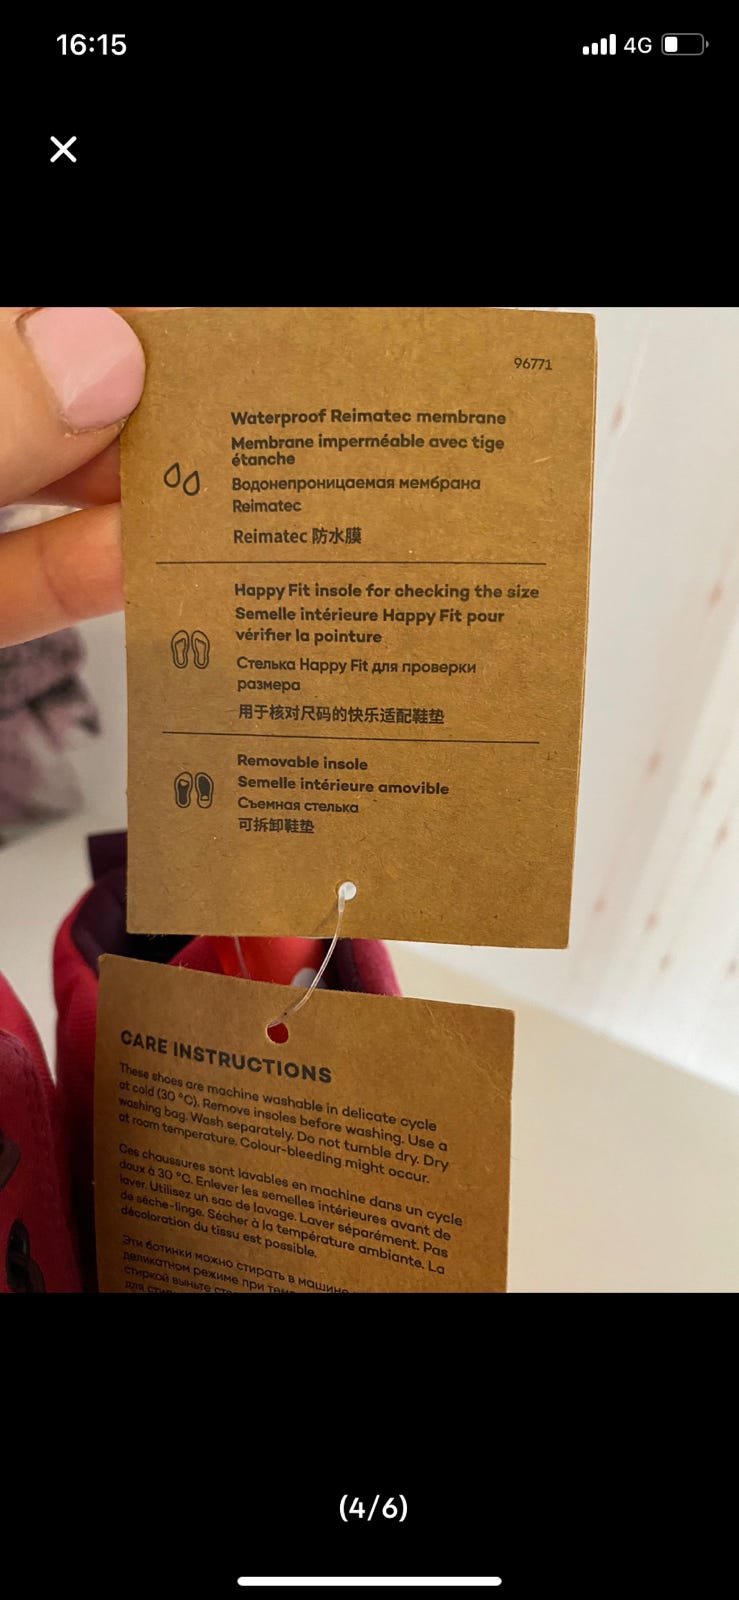 16:15
4G
96771
Waterproof Reimatec membrane
Membrane imperméable avec tige
étanche
Водонепроницаемая мембрана
Reimatec
Reimatec 防水膜
Happy Fit insole for checking the size
Semelle intérieure Happy Fit pour
vérifier la pointure
Стелька Happy Fit для проверки
размера
用于核对尺码的快乐适配鞋垫
Removable insole
Semelle intérieure amovible
Съемная стелька
可拆卸鞋垫
CARE INSTRUCTIONS
These shoes are machine washable in delicate cycle
at cold (30 °C). Remove insoles before washing. Use a
washing bag. Wash separately. Do not tumble dry. Dry
at room temperature. Colour-bleeding might occur.
Ces chaussures sont lavables en machine dans un cycle
doux à 30 °C. Enlever les semelles intérieures avant de
laver. Utilisez un sac de lavage. Laver séparément. Pas
de sèche-linge. Sécher à la température ambiante. La
décoloration du tissu est possible.
Эти ботинки можно стирать в машине
деликатном режиме при
стиркой выньте
(4/6)